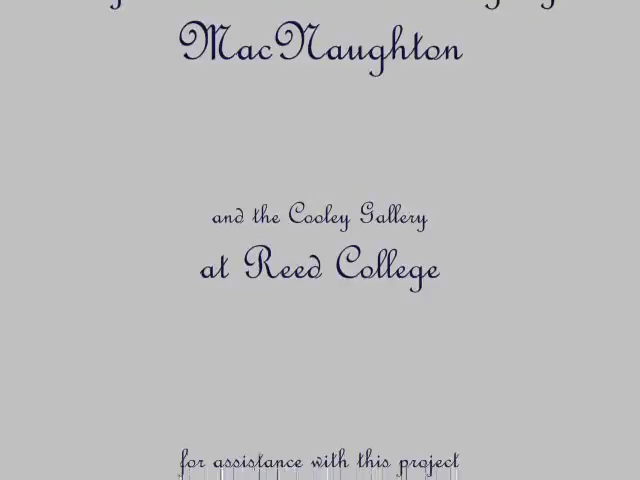 MacNaughton
and the Cooley Gallery
at Reed College
for assistance with this project